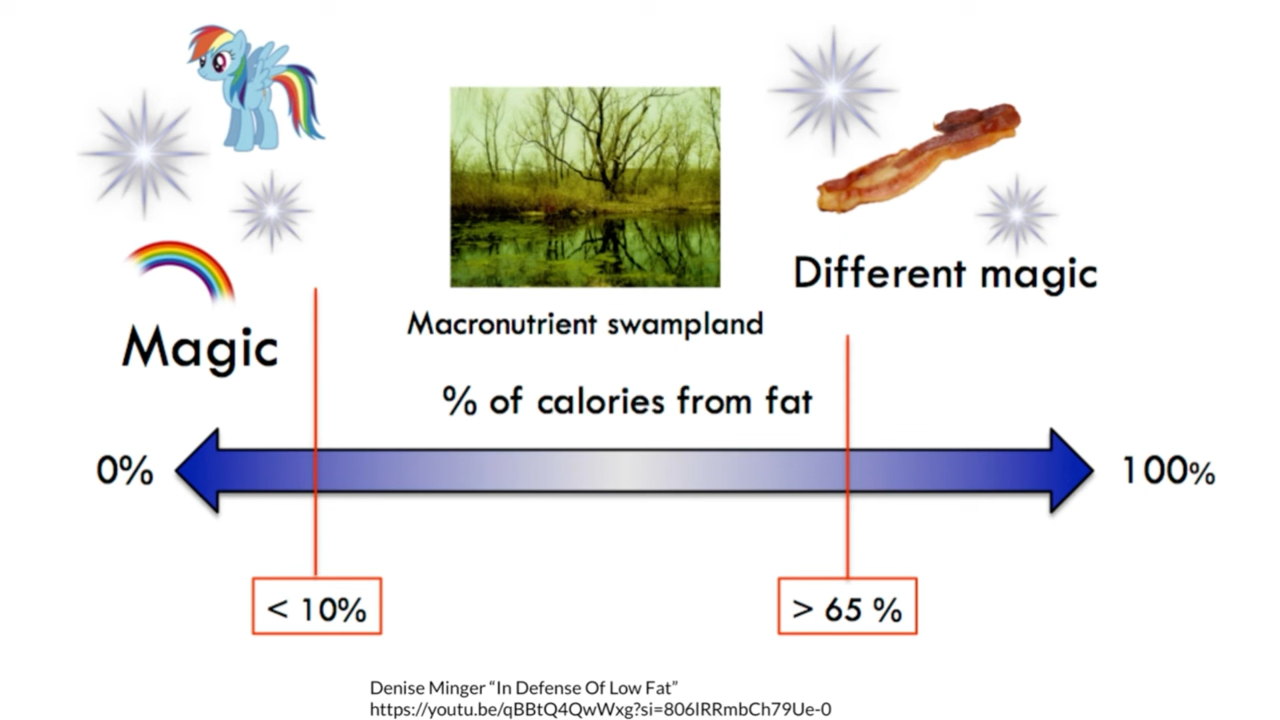 Different magic
Macronutrient swampland
Magic
% of calories from fat
0%
100%
< 10%
> 65 %
Denise Minger “In Defense Of Low Fat”
https://youtu.be/qBBtQ4QwWxg?si=806lRRmbCh79Ue-0